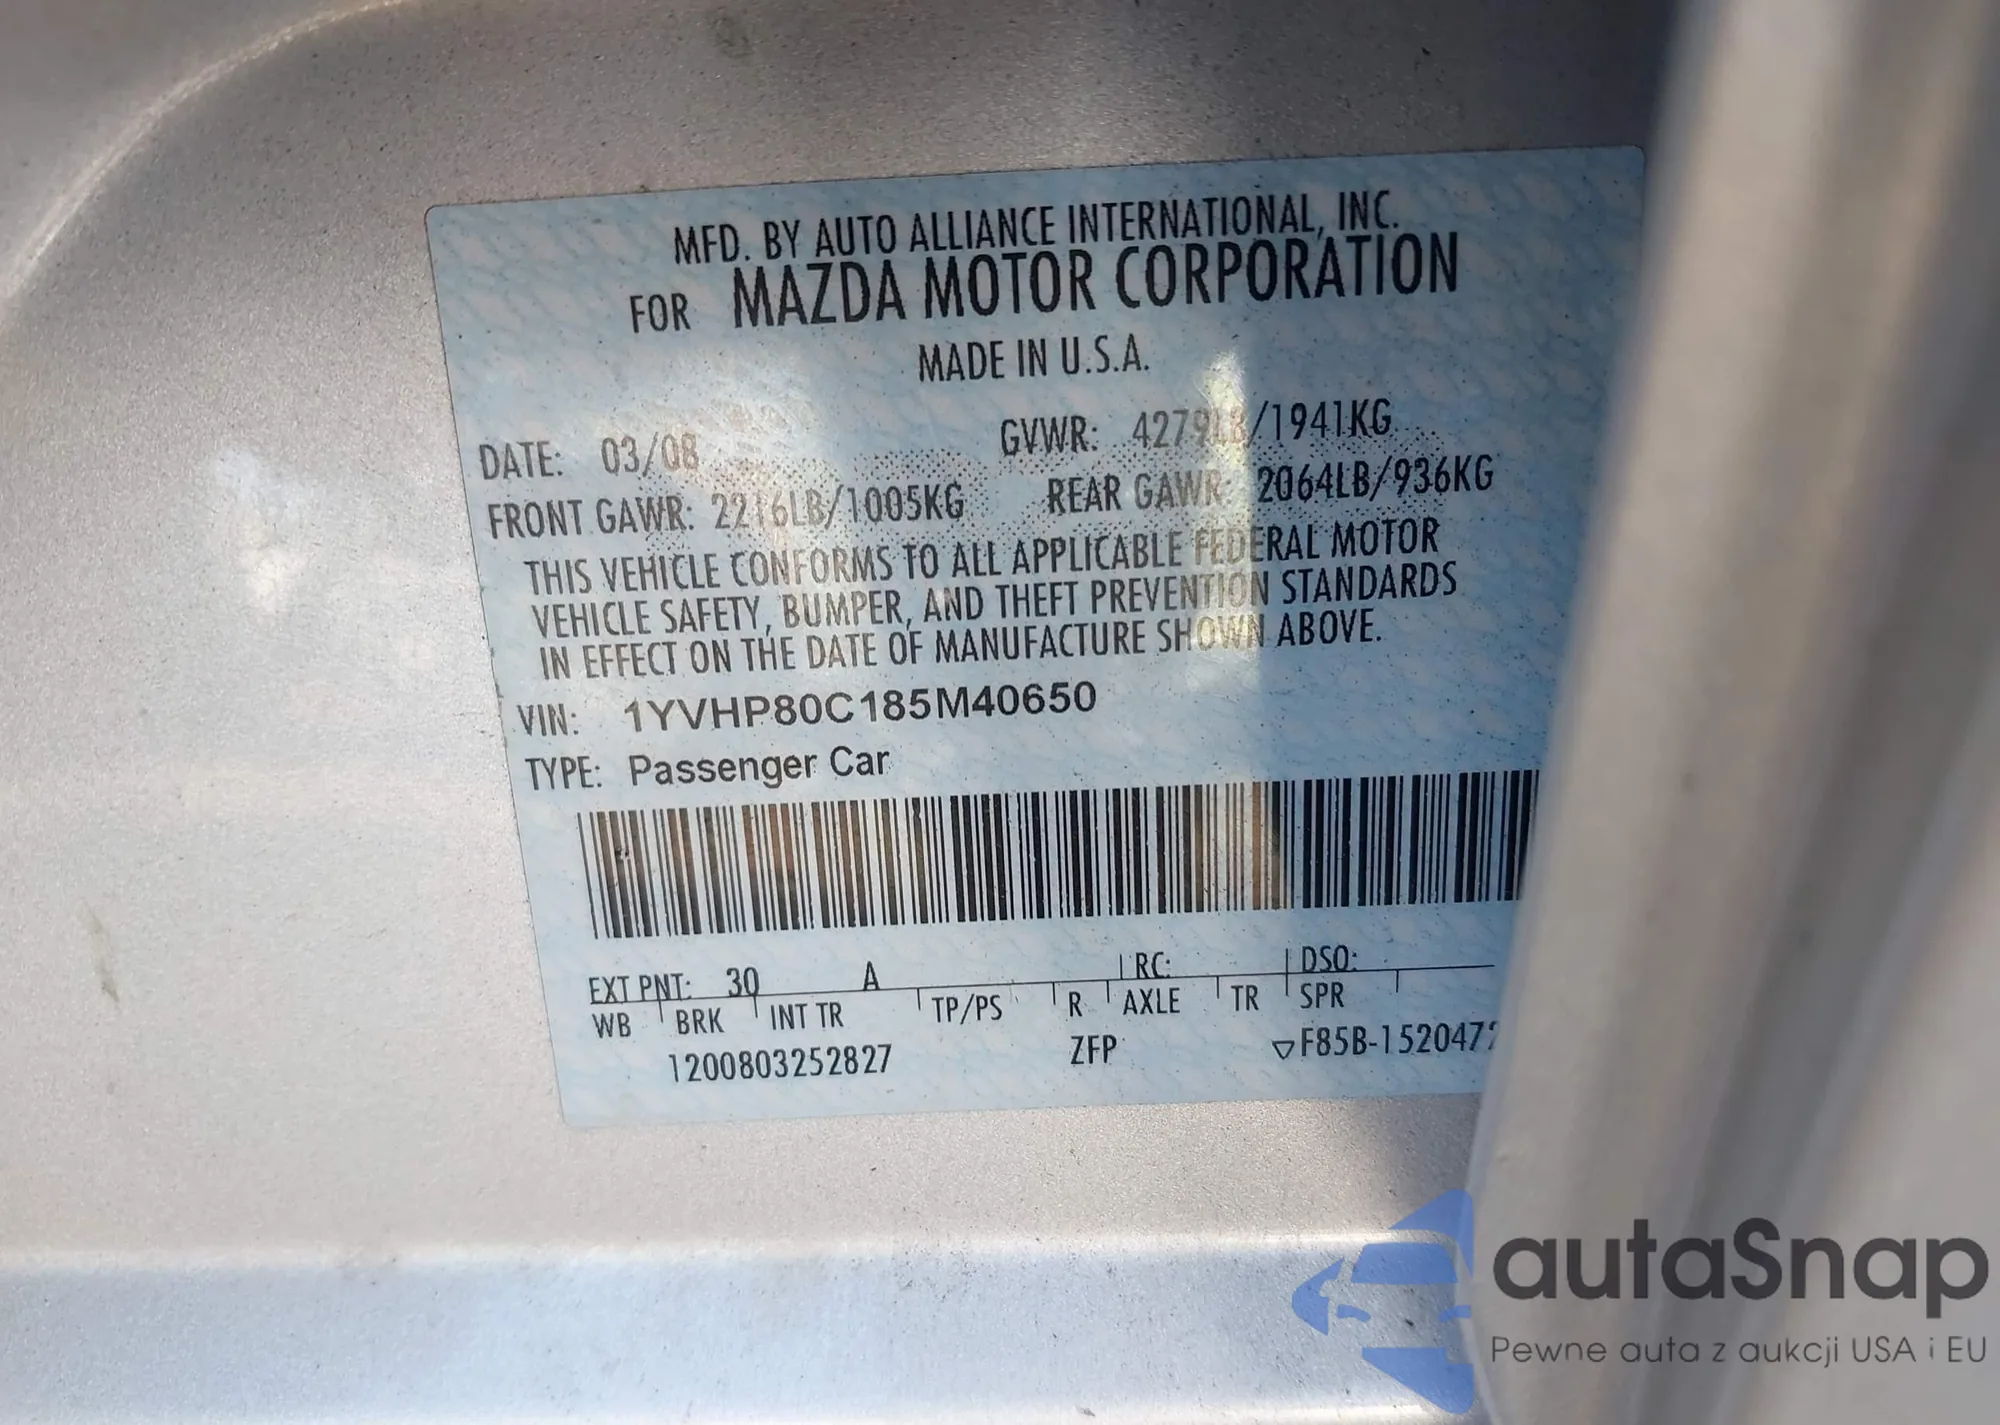 MFD. BY AUTO ALLIANCE INTERNATIONAL, INC.
FOR MAZDA MOTOR CORPORATION
MADE IN U.S.A.
DATE: 03/08 GVWR: 4279LB/1941KG
FRONT GAWR: 2216LB/1005KG REAR GAWR: 2064LB/936KG
THIS VEHICLE CONFORMS TO ALL APPLICABLE FEDERAL MOTOR
VEHICLE SAFETY, BUMPER, AND THEFT PREVENTION STANDARDS
IN EFFECT ON THE DATE OF MANUFACTURE SHOWN ABOVE.
VIN: 1YVHP80C185M40650
TYPE: Passenger Car
EXT PNT: 30 A RC: DSO:
WB BRK INT TR TP/PS R AXLE TR SPR
1200803252827 ZFP
autaSnap
Pewne auta z aukcji USA i EU